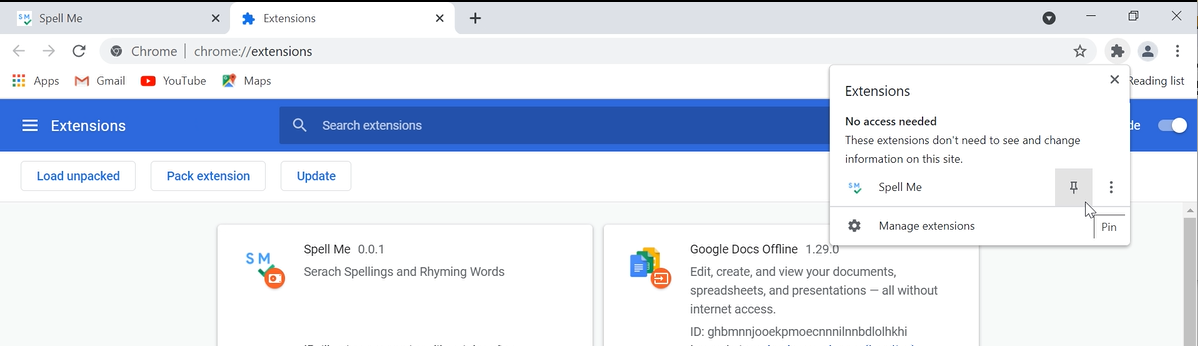 SM Spell Me
Extensions
Chrome | chrome://extensions
Apps Gmail YouTube Maps
Reading list
Extensions
Search extensions
de
Load unpacked Pack extension Update
Extensions
No access needed
These extensions don't need to see and change
information on this site.
SM Spell Me
Manage extensions
Pin
SM
Spell Me 0.0.1
Serach Spellings and Rhyming Words
Google Docs Offline 1.29.0
Edit, create, and view your documents,
spreadsheets, and presentations — all without
internet access.